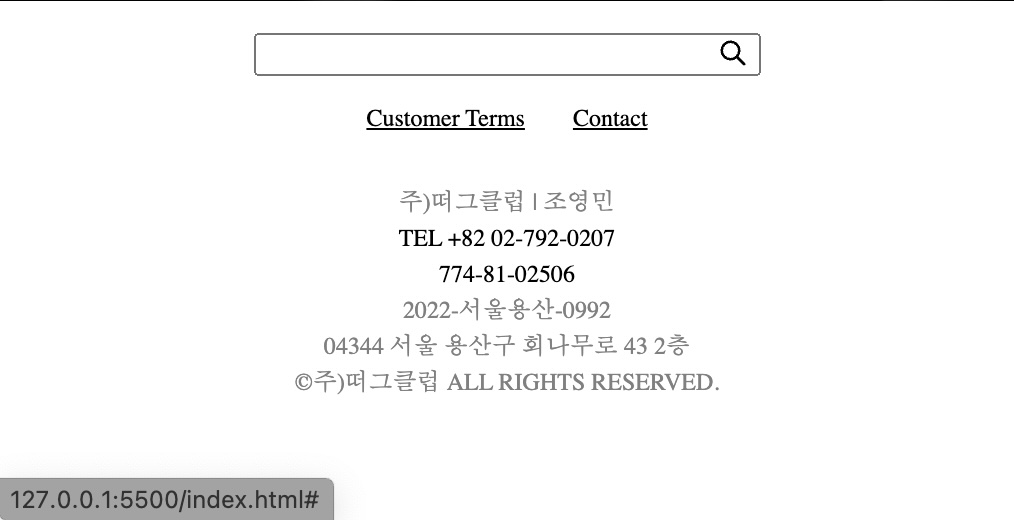 Customer Terms Contact
주)떠그클럽 | 조영민
TEL +82 02-792-0207
774-81-02506
2022-서울용산-0992
04344 서울 용산구 회나무로 43 2층
©주)떠그클럽 ALL RIGHTS RESERVED.
127.0.0.1:5500/index.html#